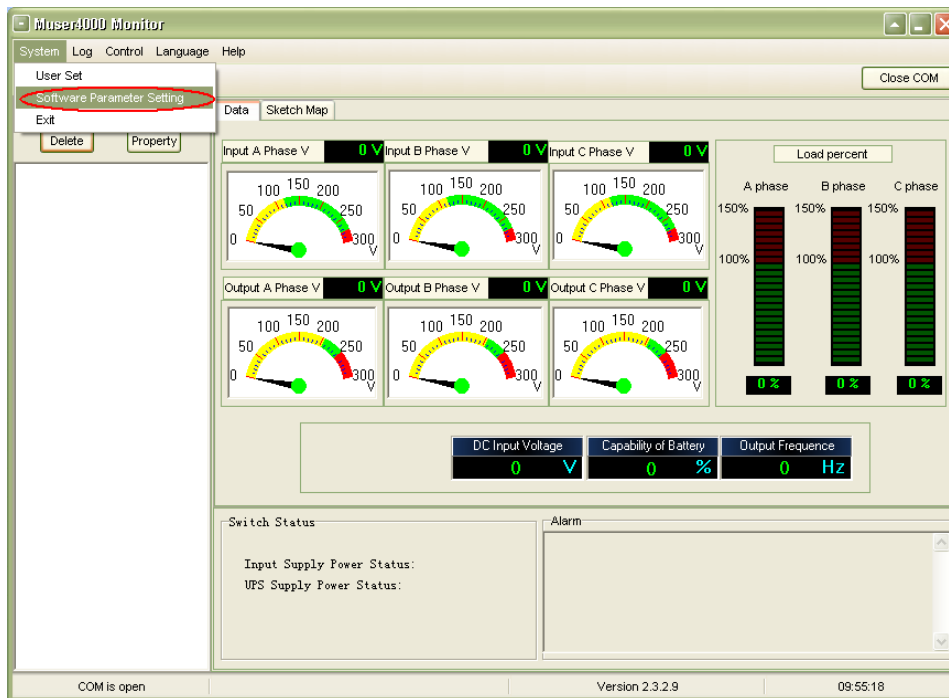 Muser4000 Monitor
System Log Control Language Help
User Set
Software Parameter Setting
Exit
Close COM
Delete Property
Data Sketch Map
Input A Phase V 0 V Input B Phase V 0 V Input C Phase V 0 V
0 50 100 150 200 250 300 V
0 50 100 150 200 250 300 V
0 50 100 150 200 250 300 V
Output A Phase V 0 V Output B Phase V 0 V Output C Phase V 0 V
0 50 100 150 200 250 300 V
0 50 100 150 200 250 300 V
0 50 100 150 200 250 300 V
Load percent
A phase B phase C phase
150% 150% 150%
100% 100% 100%
0 % 0 % 0 %
DC Input Voltage Capability of Battery Output Frequence
0 V 0 % 0 Hz
Switch Status
Input Supply Power Status:
UPS Supply Power Status:
Alarm
COM is open Version 2.3.2.9 09:55:18